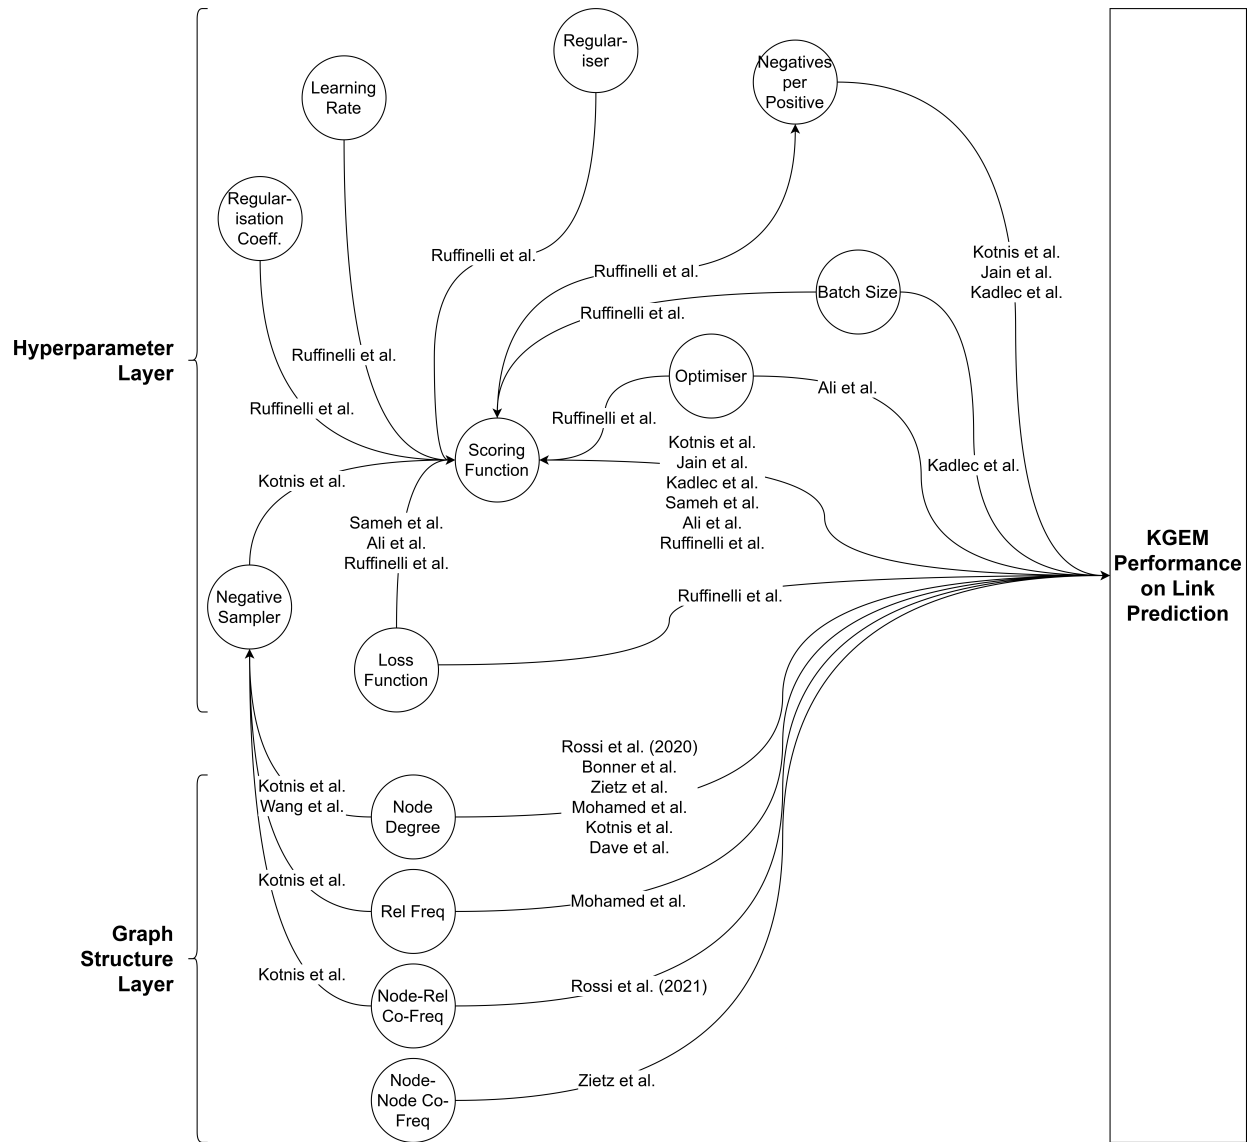 Regular-
iser
Negatives
per
Positive
Learning
Rate
Regular-
isation
Coeff.
Ruffinelli et al.
Ruffinelli et al.
Kotnis et al.
Jain et al.
Kadlec et al.
Batch Size
Ruffinelli et al.
Hyperparameter
Layer
Ruffinelli et al.
Optimiser
Ali et al.
Ruffinelli et al.
Ruffinelli et al.
Scoring
Function
Kotnis et al.
Jain et al.
Kadlec et al.
Sameh et al.
Ali et al.
Ruffinelli et al.
Kadlec et al.
Kotnis et al.
Sameh et al.
Ali et al.
Ruffinelli et al.
KGEM
Performance
on Link
Prediction
Negative
Sampler
Ruffinelli et al.
Loss
Function
Rossi et al. (2020)
Bonner et al.
Zietz et al.
Mohamed et al.
Kotnis et al.
Dave et al.
Kotnis et al.
Wang et al.
Node
Degree
Kotnis et al.
Rel Freq
Mohamed et al.
Graph
Structure
Layer
Kotnis et al.
Node-Rel
Co-Freq
Rossi et al. (2021)
Node-
Node Co-
Freq
Zietz et al.